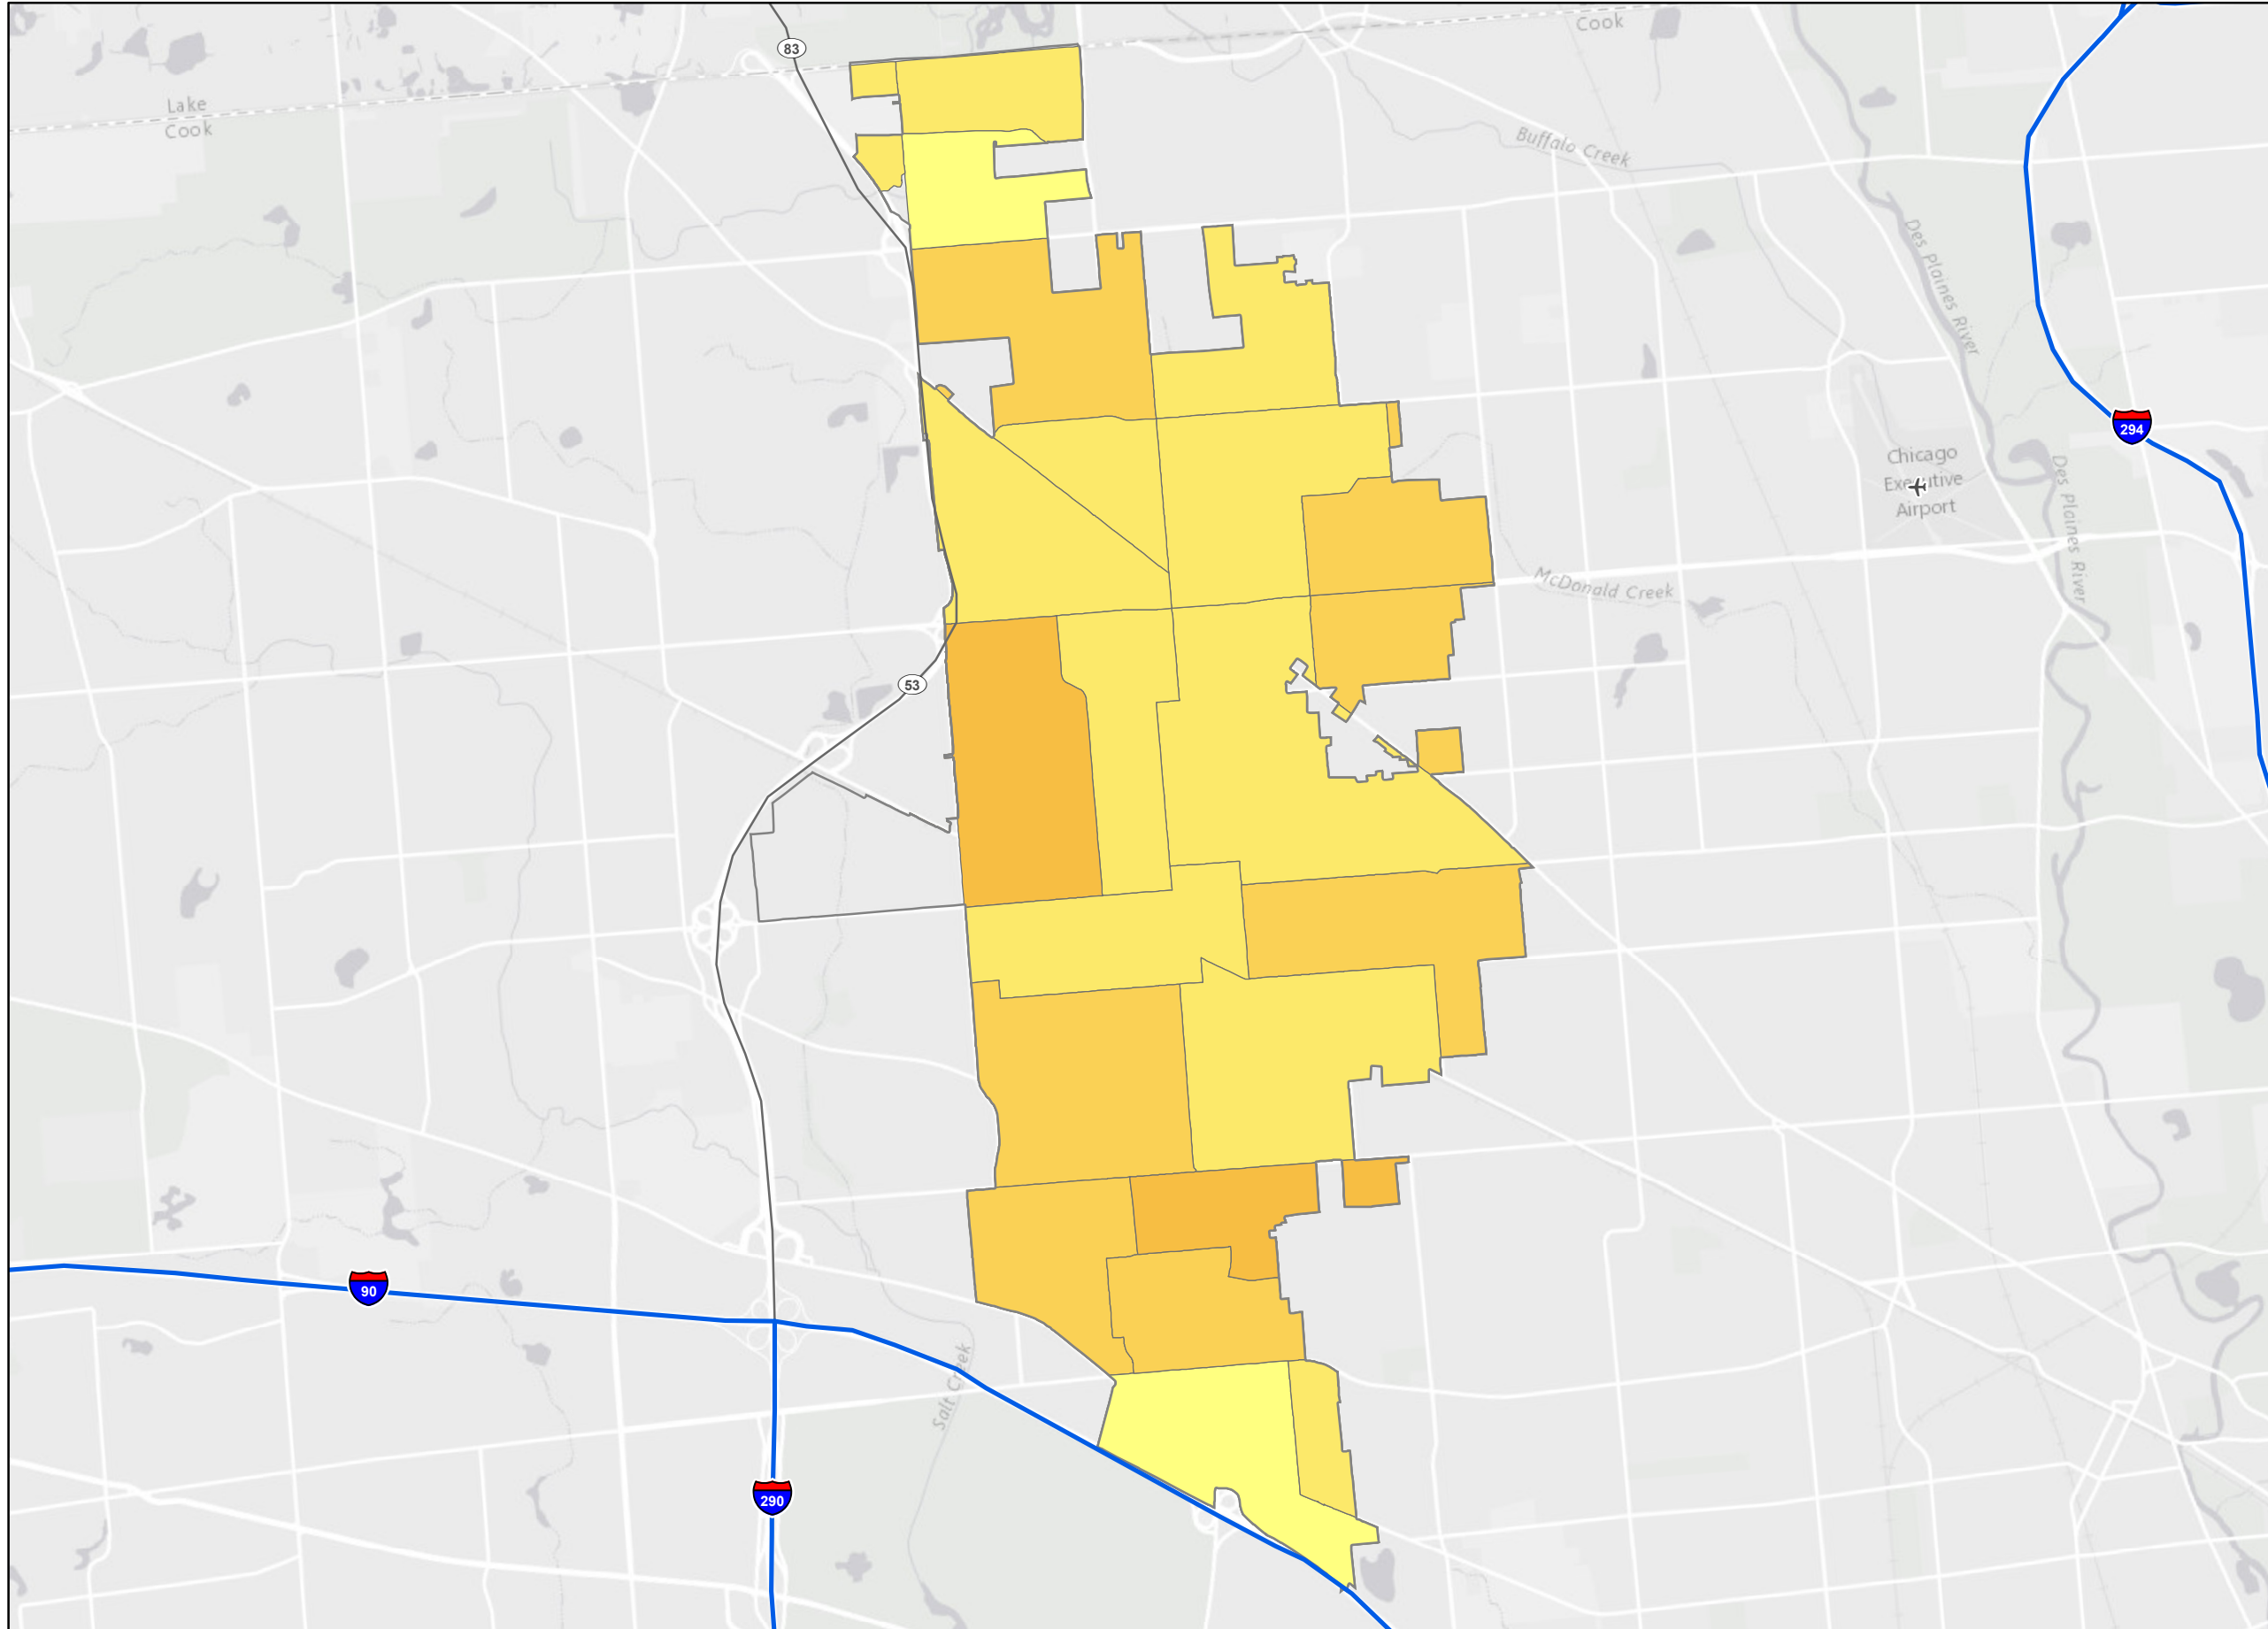 Cook
83
Lake
Cook
Buffalo Creek
Des Plaines River
294
Chicago
Executive
Airport
Des Plaines River
McDonald Creek
53
90
Salt Creek
290